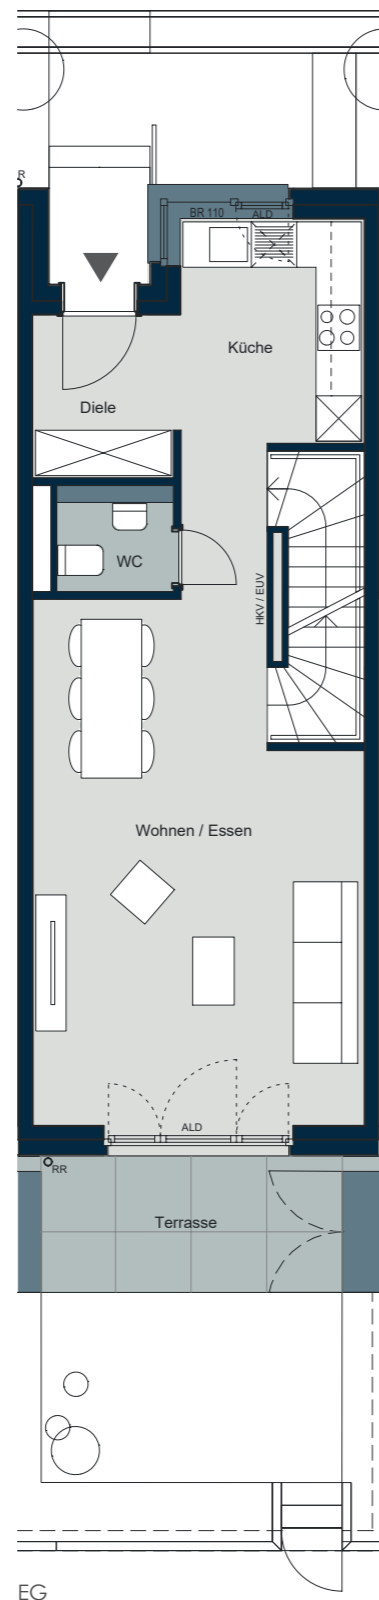 R
BR 110
ALD
Küche
Diele
WC
HKV / EUV
Wohnen / Essen
ALD
RR
Terrasse
EG